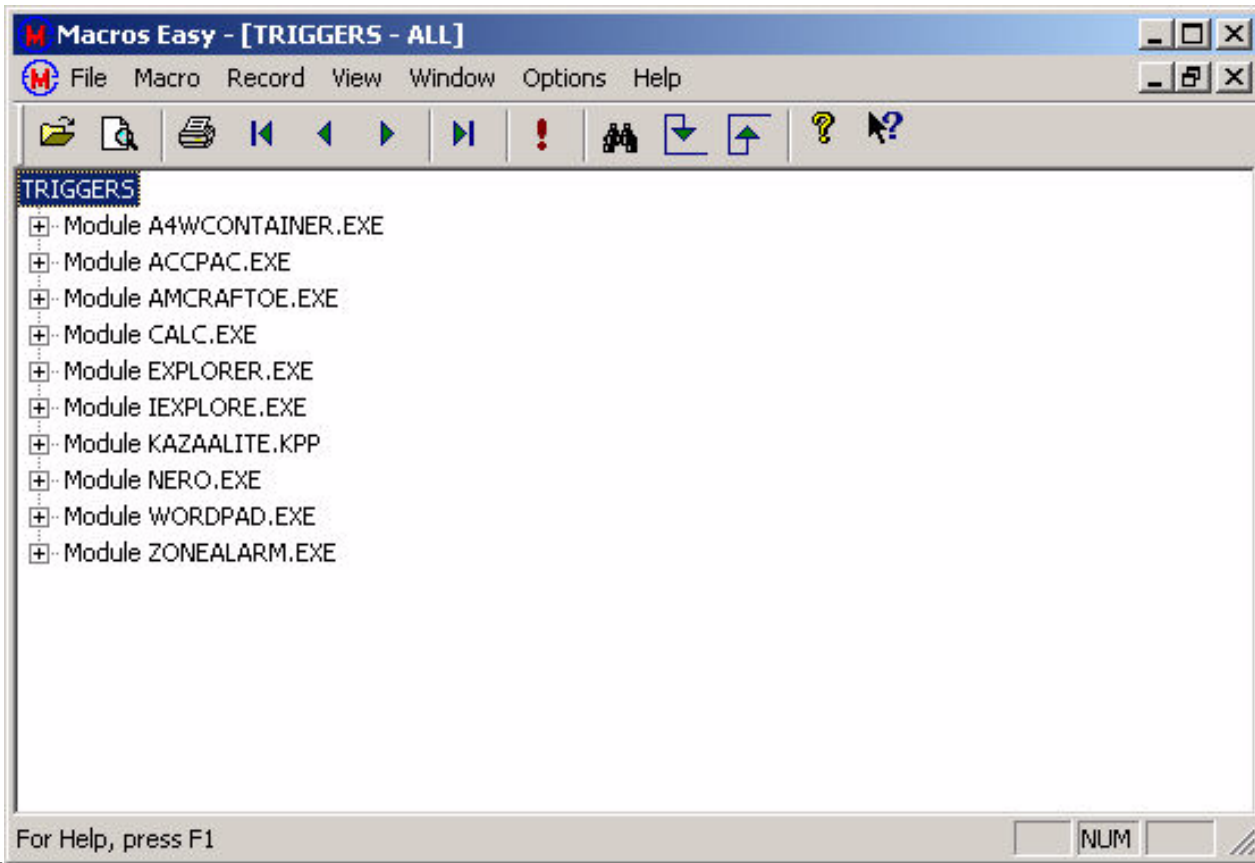 Macros Easy - [TRIGGERS - ALL]
File Macro Record View Window Options Help
TRIGGERS
Module A4WCONTAINER.EXE
Module ACCPAC.EXE
Module AMCRAFTOE.EXE
Module CALC.EXE
Module EXPLORER.EXE
Module IEXPLORE.EXE
Module KAZAALITE.KPP
Module NERO.EXE
Module WORDPAD.EXE
Module ZONEALARM.EXE
For Help, press F1 NUM